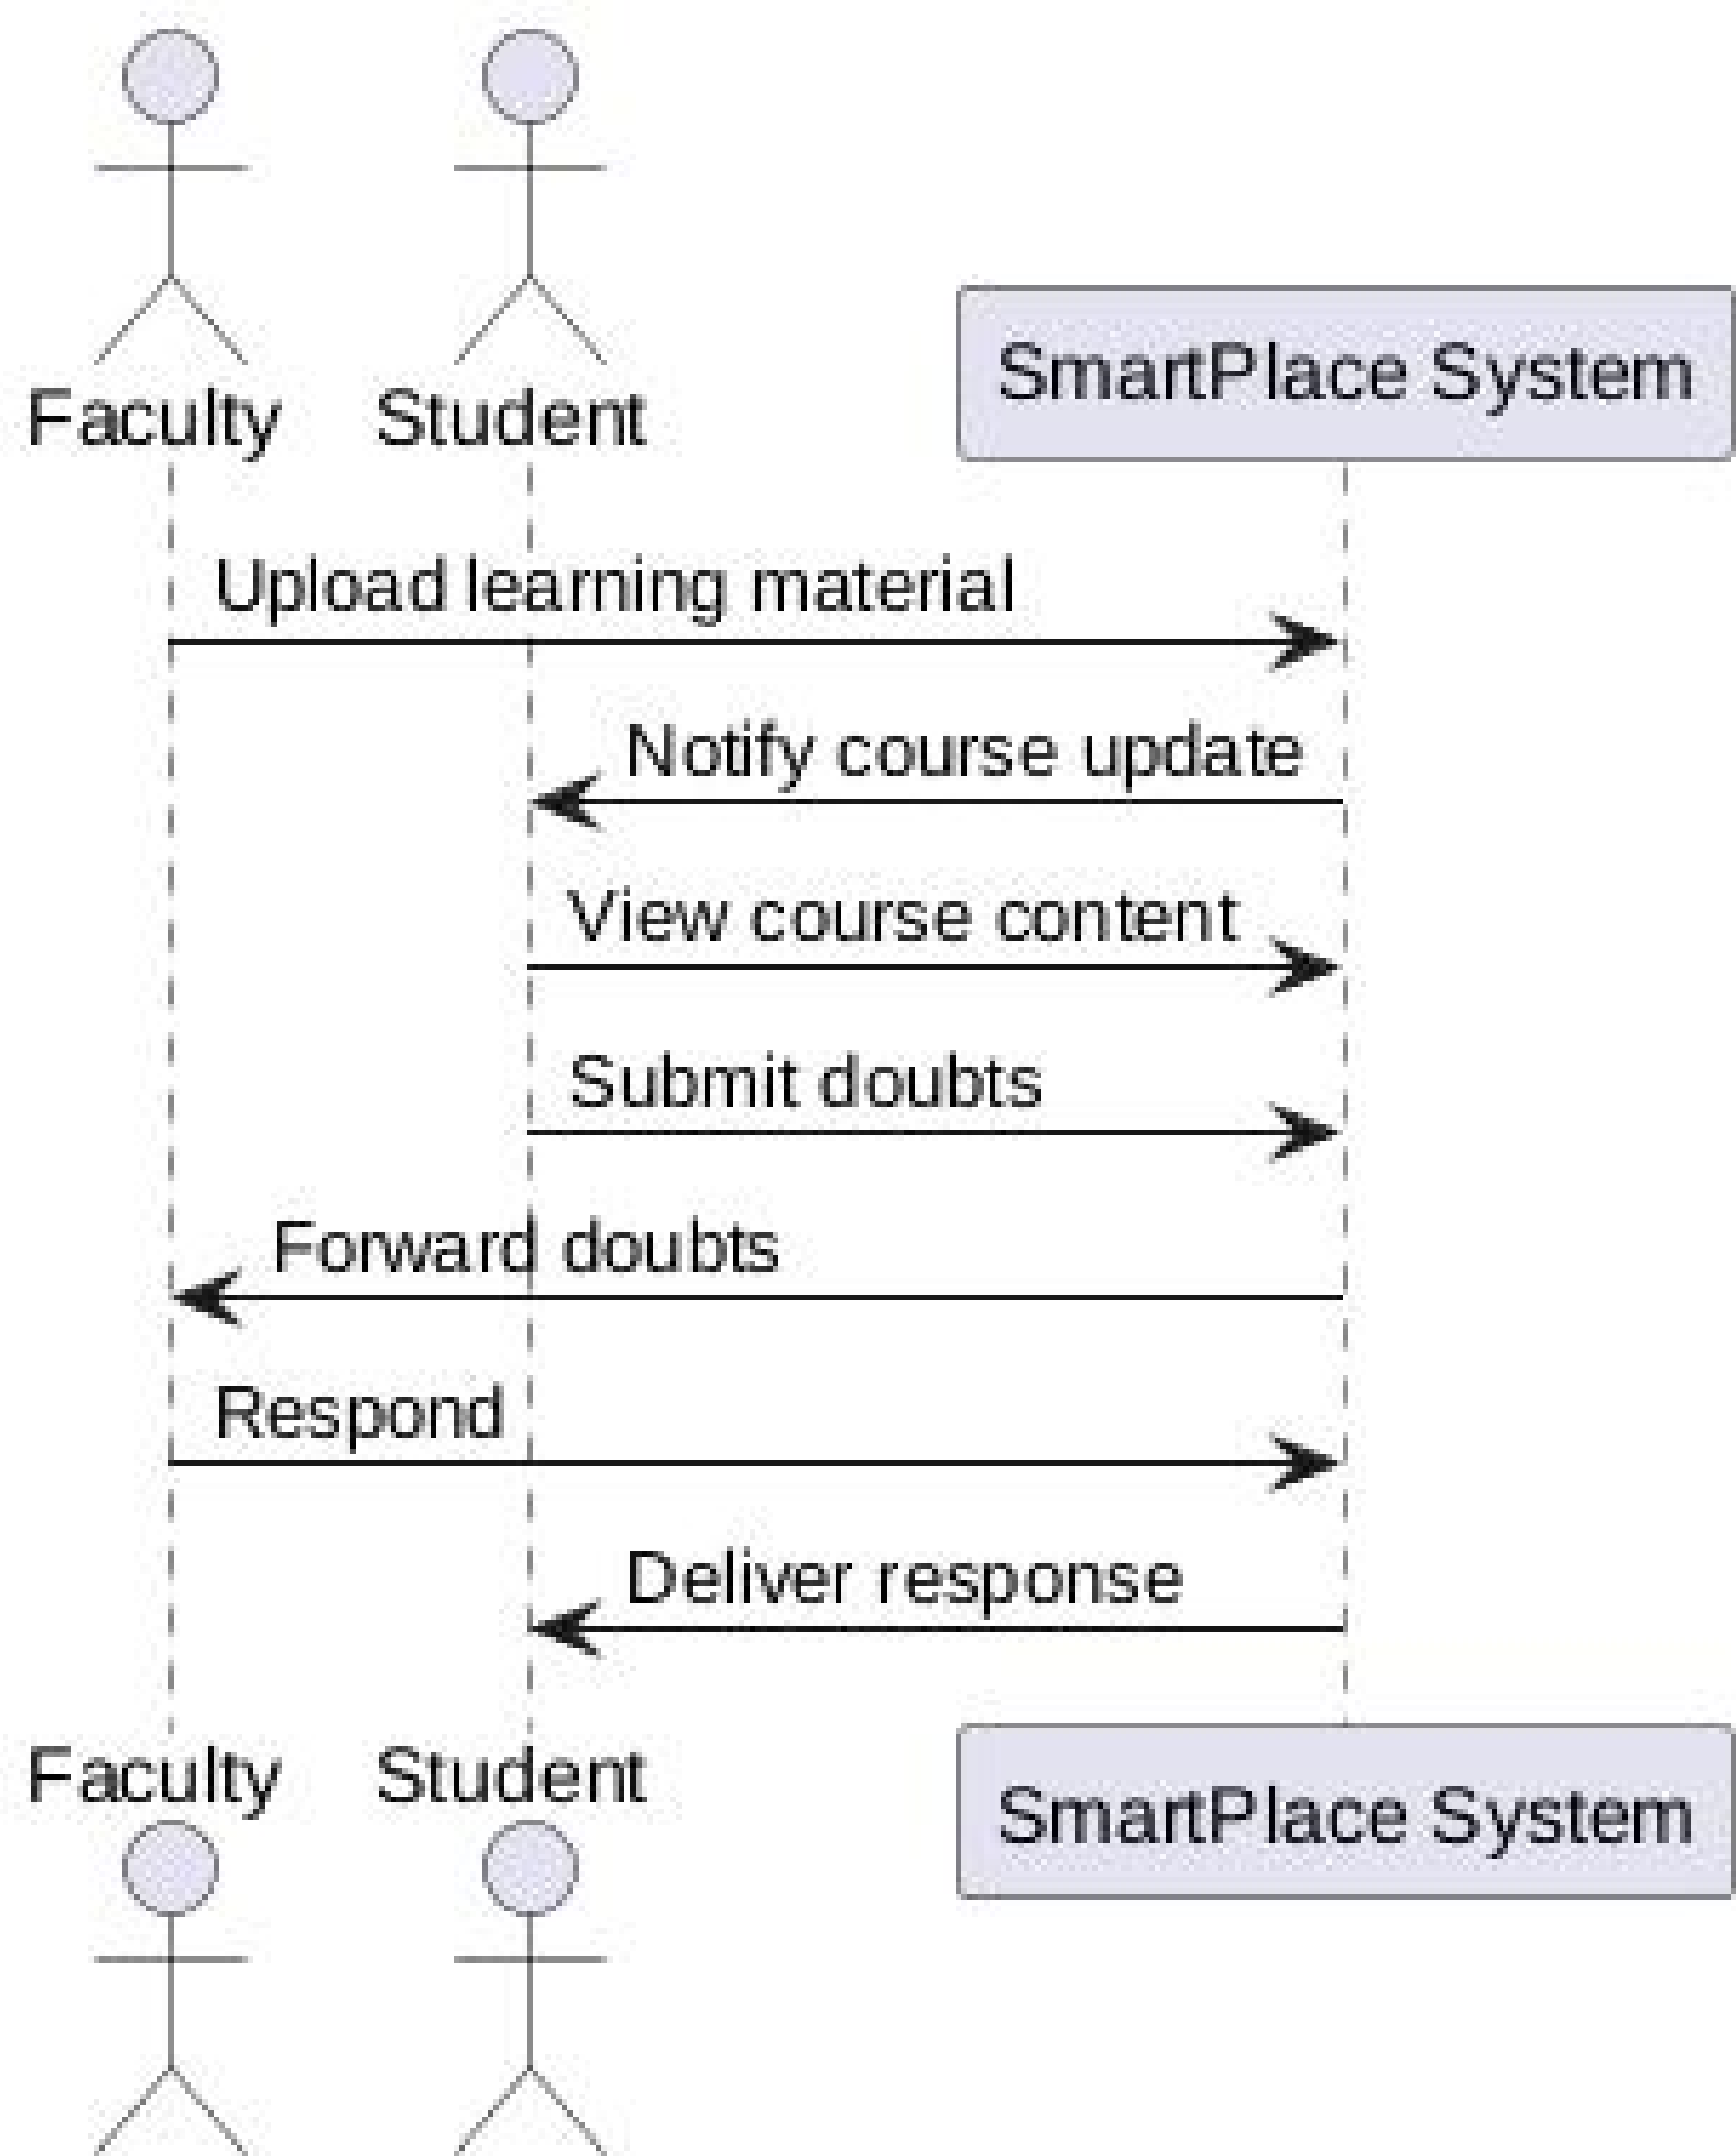 Faculty
Student
SmartPlace System
Upload learning material
Notify course update
View course content
Submit doubts
Forward doubts
Respond
Deliver response
Faculty
Student
SmartPlace System